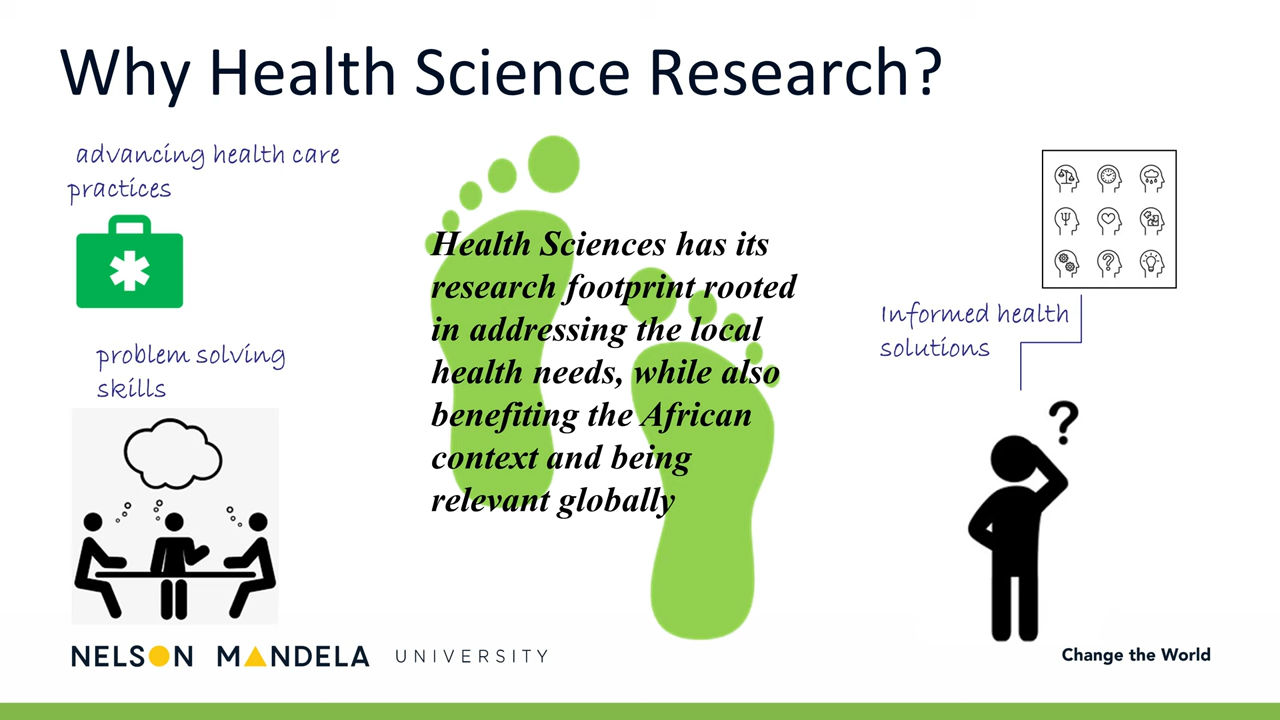 Why Health Science Research?
advancing health care
practices
problem solving
skills
Health Sciences has its
research footprint rooted
in addressing the local
health needs, while also
benefiting the African
context and being
relevant globally
Informed health
solutions
?
NELSON MANDELA UNIVERSITY
Change the World